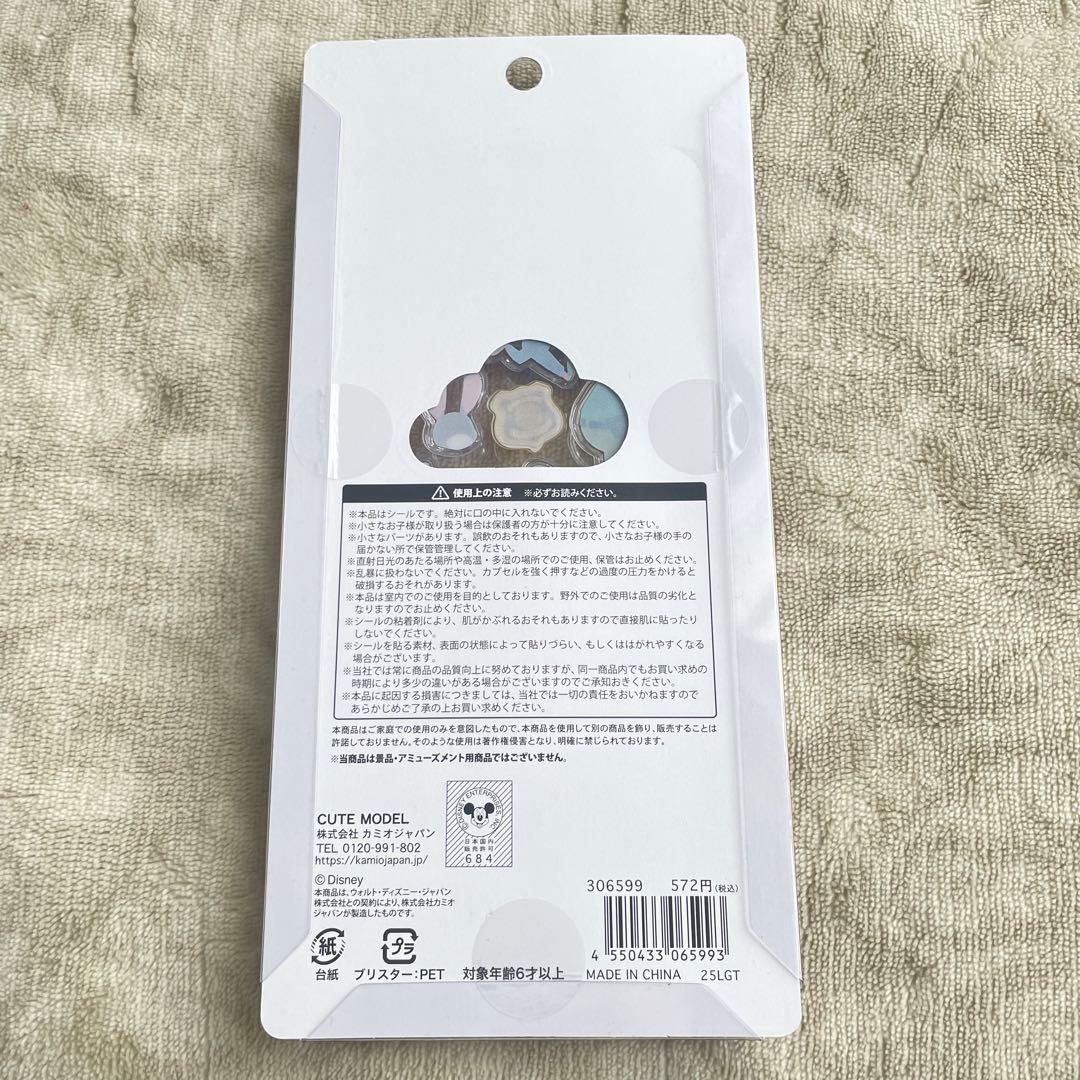 使用上の注意 ※必ずお読みください。
※本品はシールです。絶対に口の中に入れないでください。
※小さなお子様が取り扱う場合は保護者の方が十分に注意してください。
※小さなパーツがあります。誤飲のおそれもありますので、小さなお子様の手の
届かない所で保管管理してください。
※直射日光のあたる場所や高温・多湿の場所でのご使用、保管はお止めください。
※乱暴に扱わないでください。カプセルを強く押すなどの過度の圧力をかけると
破損するおそれがあります。
※本品は室内でのご使用を目的としております。野外でのご使用は品質の劣化と
なりますのでお止めください。
※シールの粘着剤により、肌がかぶれるおそれもありますので直接肌に貼ったり
しないでください。
※シールを貼る素材、表面の状態によって貼りづらい、もしくははがれやすくなる
場合がございます。
※当社では常に商品の品質向上に努めておりますが、同一商品内でもお買い求めの
時期により多少の違いがある場合がございますのでご承知おきください。
※本品に起因する損害につきましては、当社では一切の責任をおいかねますので
あらかじめご了承の上お買い求めください。
本商品はご家庭での使用のみを意図したもので、本商品を使用して別の商品を飾り、販売することは
許諾しておりません。そのような使用は著作権侵害となり、明確に禁じられております。
※当商品は景品・アミューズメント用商品ではございません。
©DISNEY ENTERPRISES, INC.
日本国内
販売許可
684
CUTE MODEL
株式会社 カミオジャパン
TEL 0120-991-802
https://kamiojapan.jp/
©Disney
本商品は、ウォルト・ディズニー・ジャパン
株式会社との契約により、株式会社カミオ
ジャパンが製造したものです。
306599 572円(税込)
4 550433 065993
紙 プラ
台紙 ブリスター:PET 対象年齢6才以上 MADE IN CHINA 25LGT